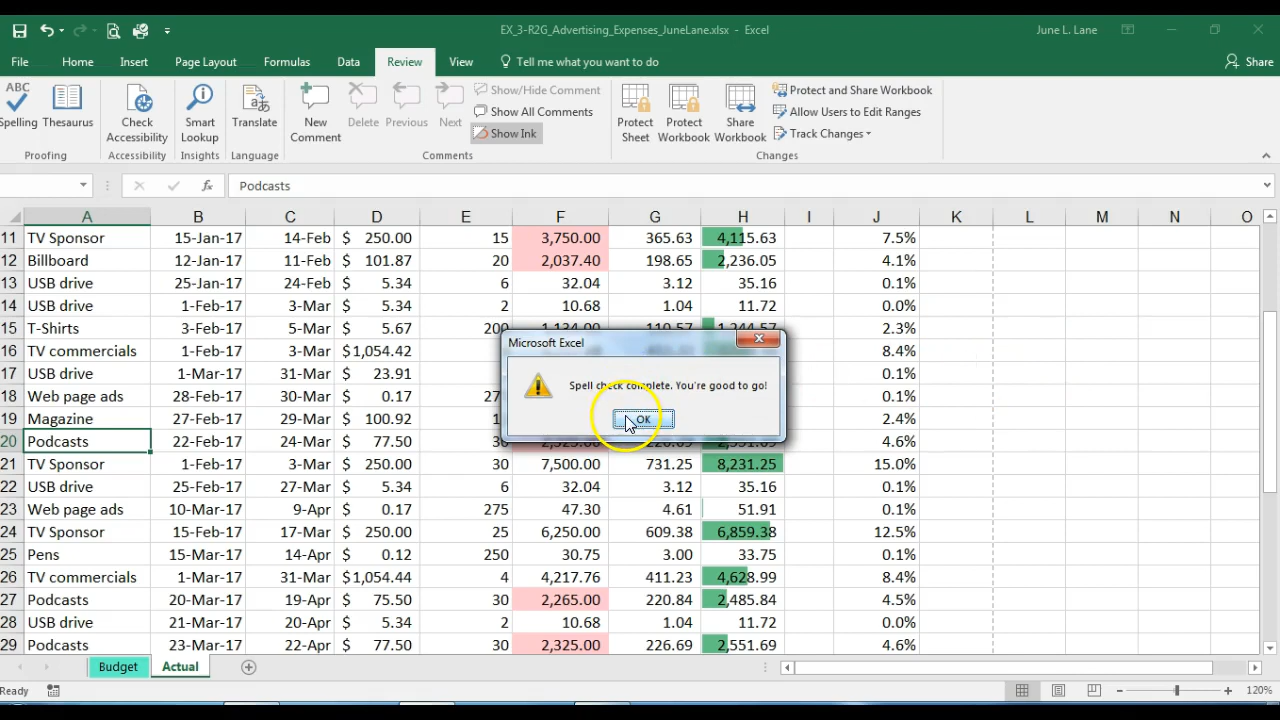 EX_3-R2G_Advertising_Expenses_JuneLane.xlsx - Excel June L. Lane
File Home Insert Page Layout Formulas Data Review View Tell me what you want to do Share
ABC Show/Hide Comment Protect and Share Workbook
Show All Comments Allow Users to Edit Ranges
Spelling Thesaurus Check Accessibility Smart Lookup Translate New Comment Delete Previous Next Show Ink Protect Sheet Protect Workbook Share Workbook Track Changes
Proofing Accessibility Insights Language Comments Changes
fx Podcasts
A B C D E F G H I J K L M N O
11 TV Sponsor 15-Jan-17 14-Feb $ 250.00 15 3,750.00 365.63 4,115.63 7.5%
12 Billboard 12-Jan-17 11-Feb $ 101.87 20 2,037.40 198.65 2,236.05 4.1%
13 USB drive 25-Jan-17 24-Feb $ 5.34 6 32.04 3.12 35.16 0.1%
14 USB drive 1-Feb-17 3-Mar $ 5.34 2 10.68 1.04 11.72 0.0%
15 T-Shirts 3-Feb-17 5-Mar $ 5.67 200 1,134.00 110.57 1,244.57 2.3%
16 TV commercials 1-Feb-17 3-Mar $1,054.42 8.4%
17 USB drive 1-Mar-17 31-Mar $ 23.91 0.1%
18 Web page ads 28-Feb-17 30-Mar $ 0.17 0.1%
19 Magazine 27-Feb-17 29-Mar $ 100.92 2.4%
20 Podcasts 22-Feb-17 24-Mar $ 77.50 4.6%
Microsoft Excel
Spell check complete. You're good to go!
OK
21 TV Sponsor 1-Feb-17 3-Mar $ 250.00 30 7,500.00 731.25 8,231.25 15.0%
22 USB drive 25-Feb-17 27-Mar $ 5.34 6 32.04 3.12 35.16 0.1%
23 Web page ads 10-Mar-17 9-Apr $ 0.17 275 47.30 4.61 51.91 0.1%
24 TV Sponsor 15-Feb-17 17-Mar $ 250.00 25 6,250.00 609.38 6,859.38 12.5%
25 Pens 15-Mar-17 14-Apr $ 0.12 250 30.75 3.00 33.75 0.1%
26 TV commercials 1-Mar-17 31-Mar $1,054.44 4 4,217.76 411.23 4,628.99 8.4%
27 Podcasts 20-Mar-17 19-Apr $ 75.50 30 2,265.00 220.84 2,485.84 4.5%
28 USB drive 21-Mar-17 20-Apr $ 5.34 2 10.68 1.04 11.72 0.0%
29 Podcasts 23-Mar-17 22-Apr $ 77.50 30 2,325.00 226.69 2,551.69 4.6%
Budget Actual
Ready 120%